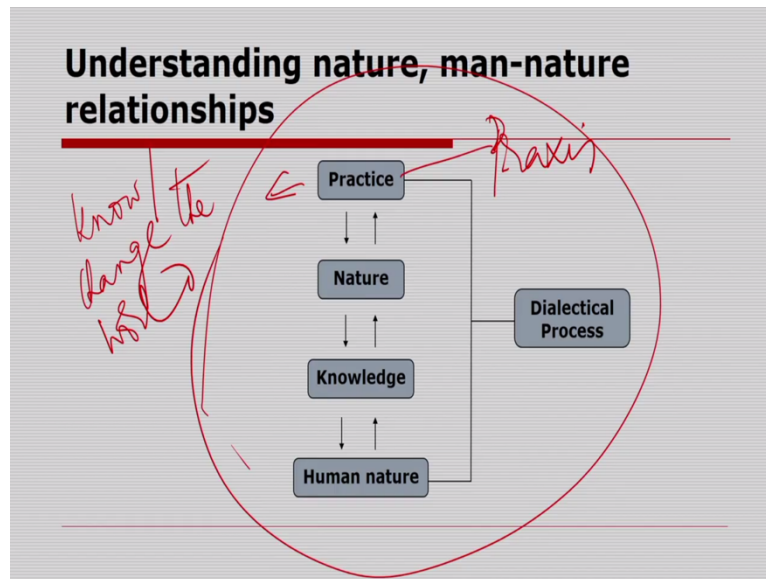 Understanding nature, man-nature
relationships
Practice
Praxis
know/
change the
world
Nature
Dialectical
Process
Knowledge
Human nature